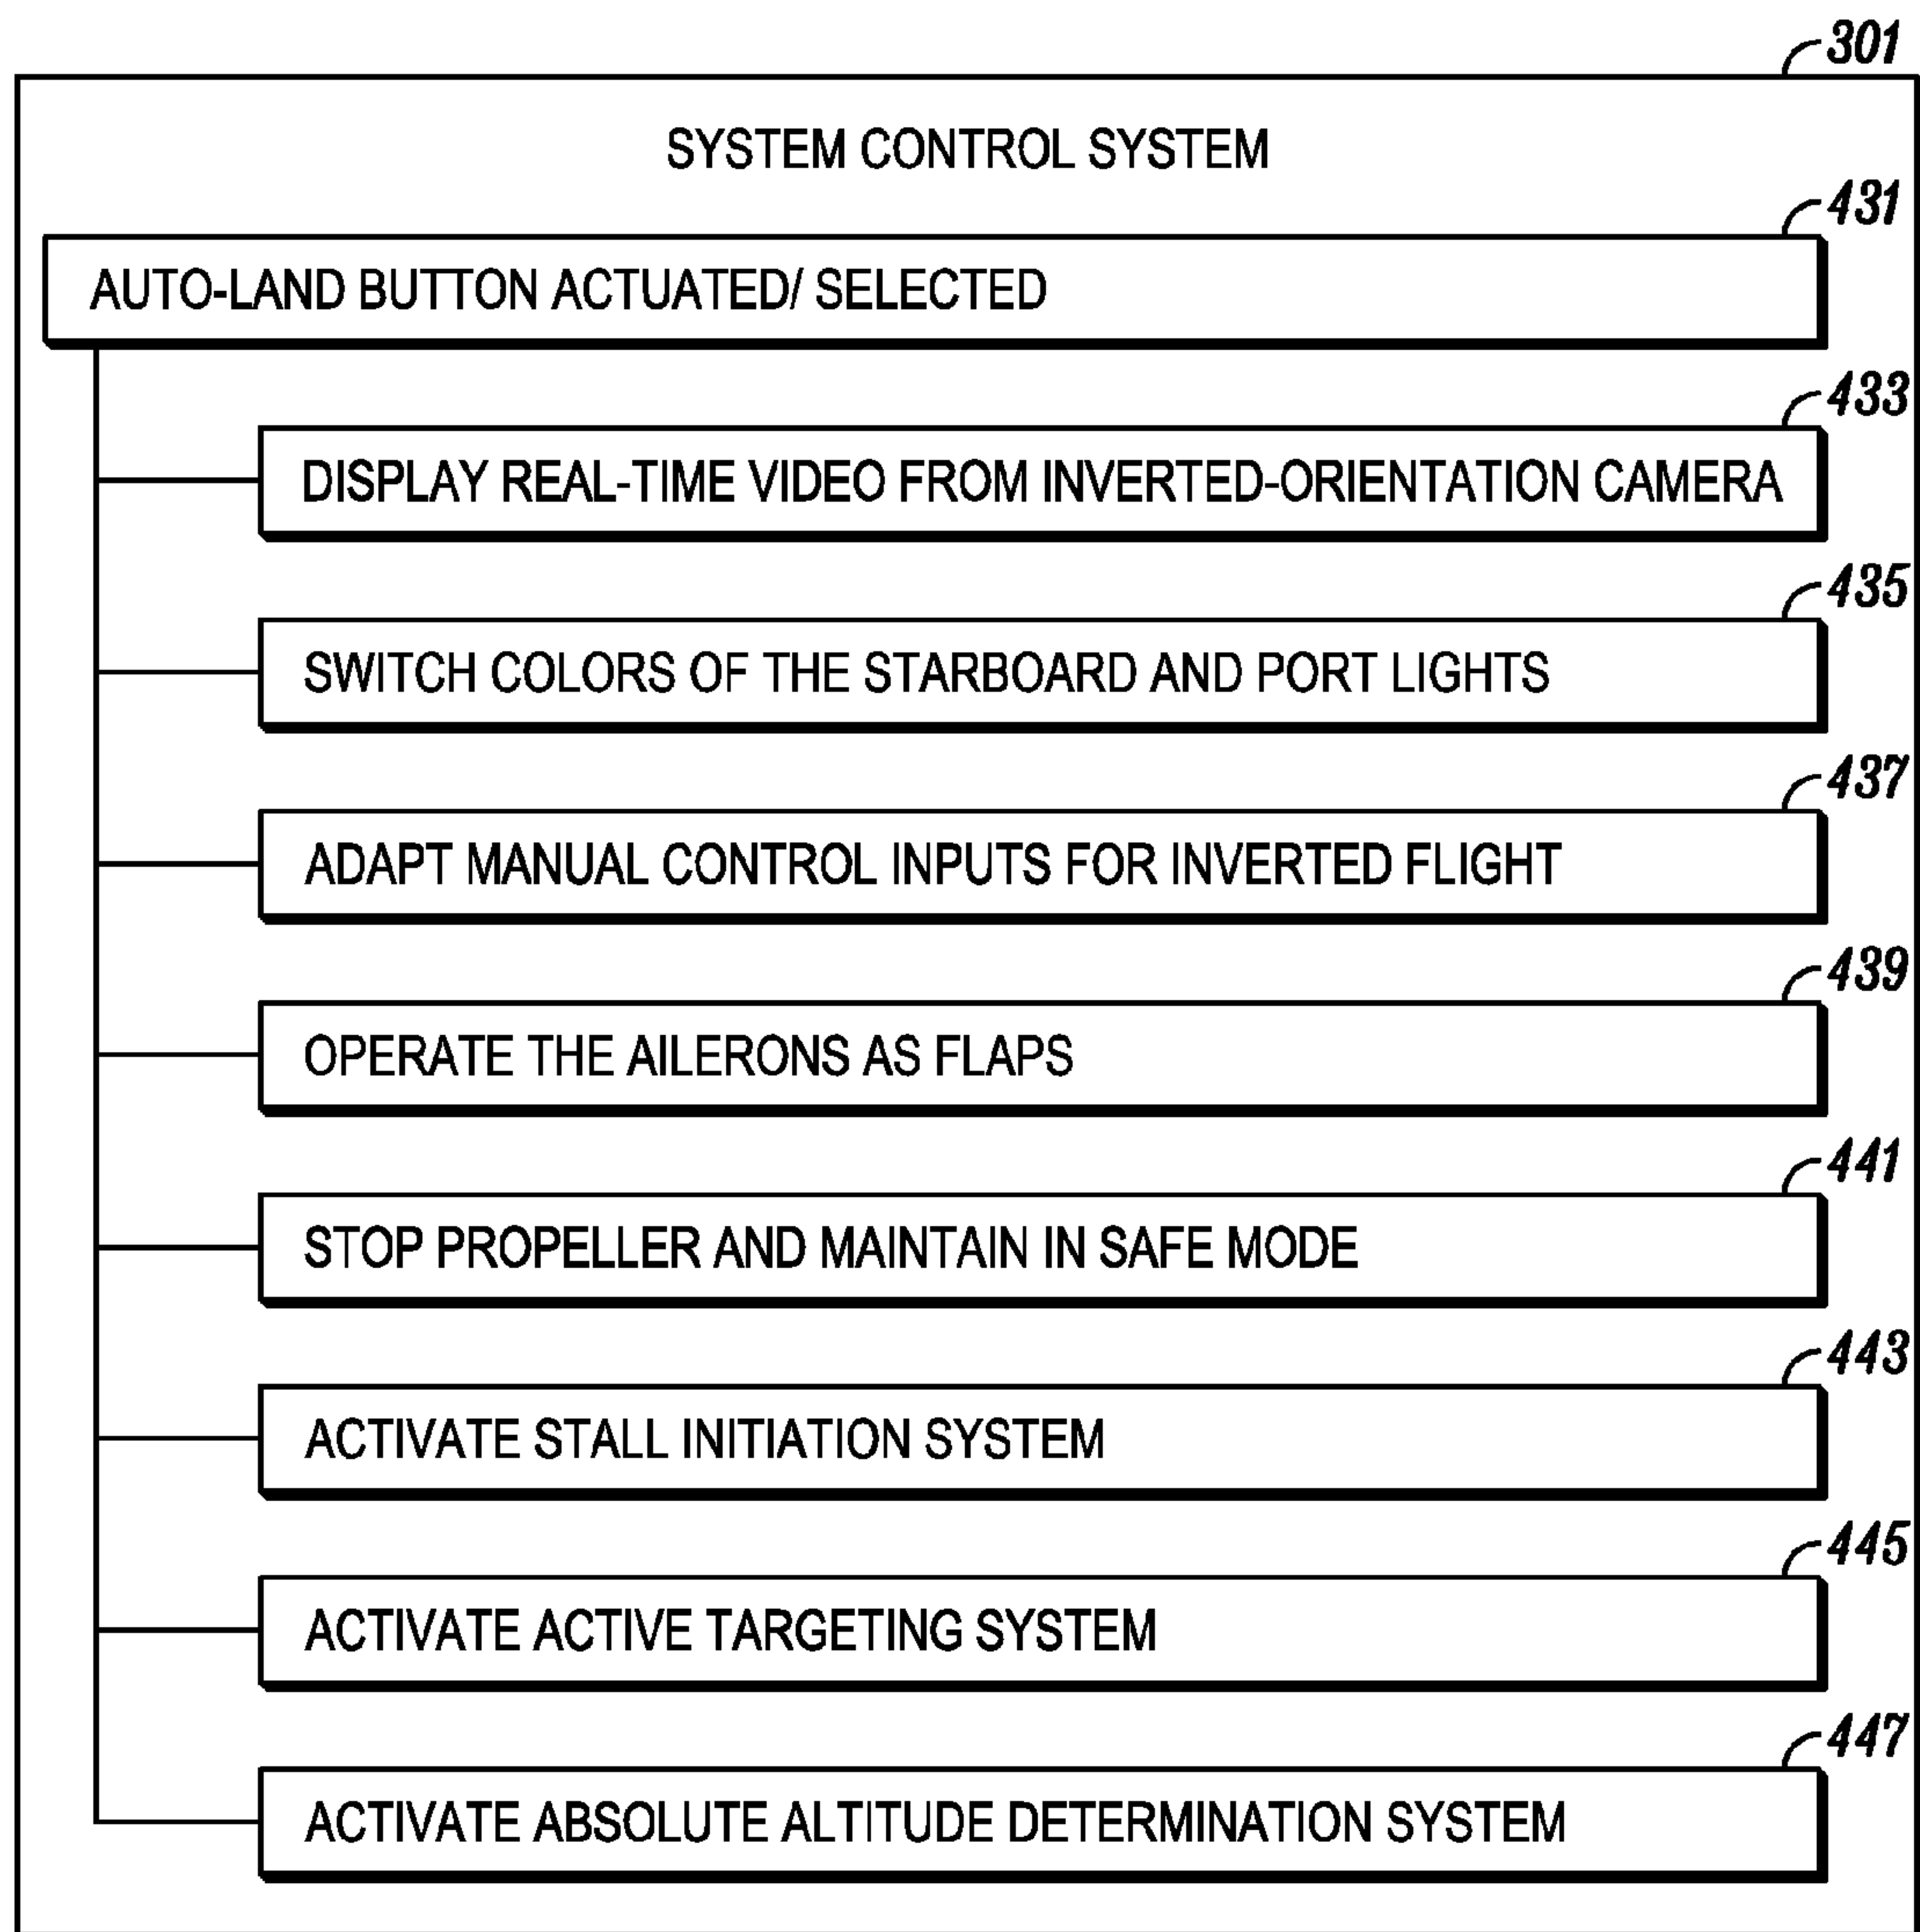 301
SYSTEM CONTROL SYSTEM
431
AUTO-LAND BUTTON ACTUATED/ SELECTED
433
DISPLAY REAL-TIME VIDEO FROM INVERTED-ORIENTATION CAMERA
435
SWITCH COLORS OF THE STARBOARD AND PORT LIGHTS
437
ADAPT MANUAL CONTROL INPUTS FOR INVERTED FLIGHT
439
OPERATE THE AILERONS AS FLAPS
441
STOP PROPELLER AND MAINTAIN IN SAFE MODE
443
ACTIVATE STALL INITIATION SYSTEM
445
ACTIVATE ACTIVE TARGETING SYSTEM
447
ACTIVATE ABSOLUTE ALTITUDE DETERMINATION SYSTEM